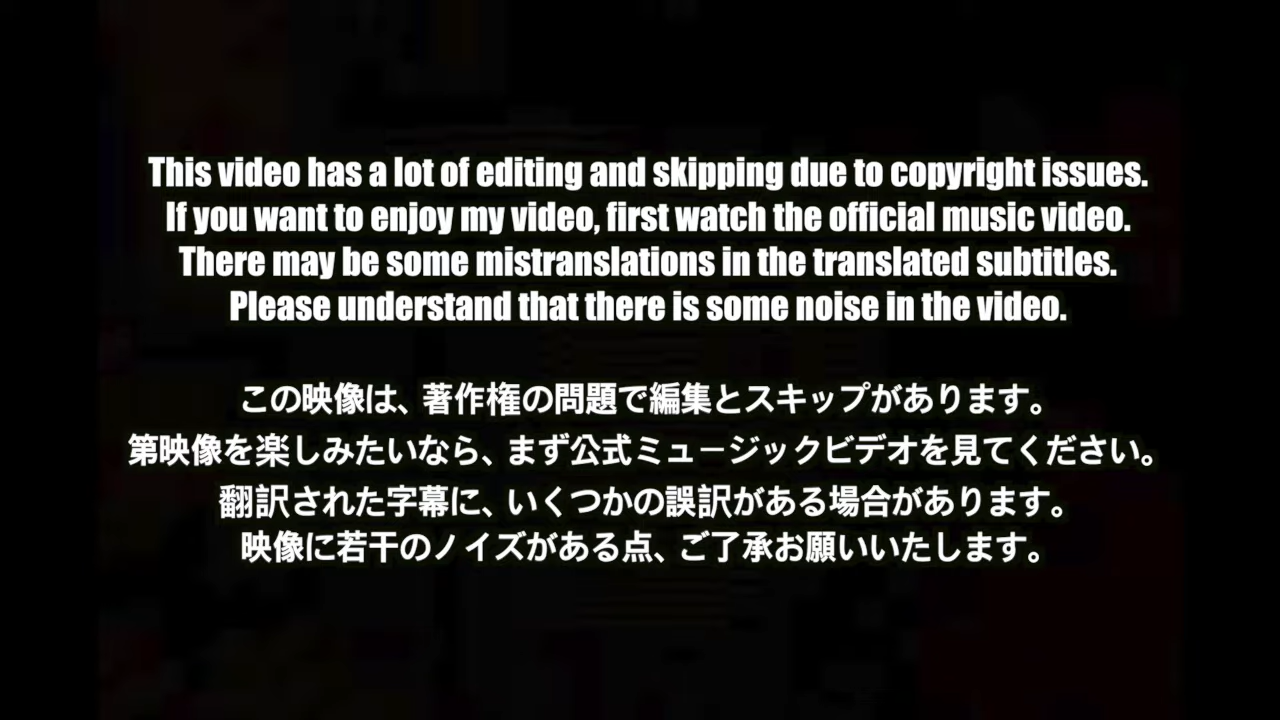 This video has a lot of editing and skipping due to copyright issues.
If you want to enjoy my video, first watch the official music video.
There may be some mistranslations in the translated subtitles.
Please understand that there is some noise in the video.
この映像は、著作権の問題で編集とスキップがあります。
第映像を楽しみたいなら、まず公式ミュージックビデオを見てください。
翻訳された字幕に、いくつかの誤訳がある場合があります。
映像に若干のノイズがある点、ご了承お願いいたします。